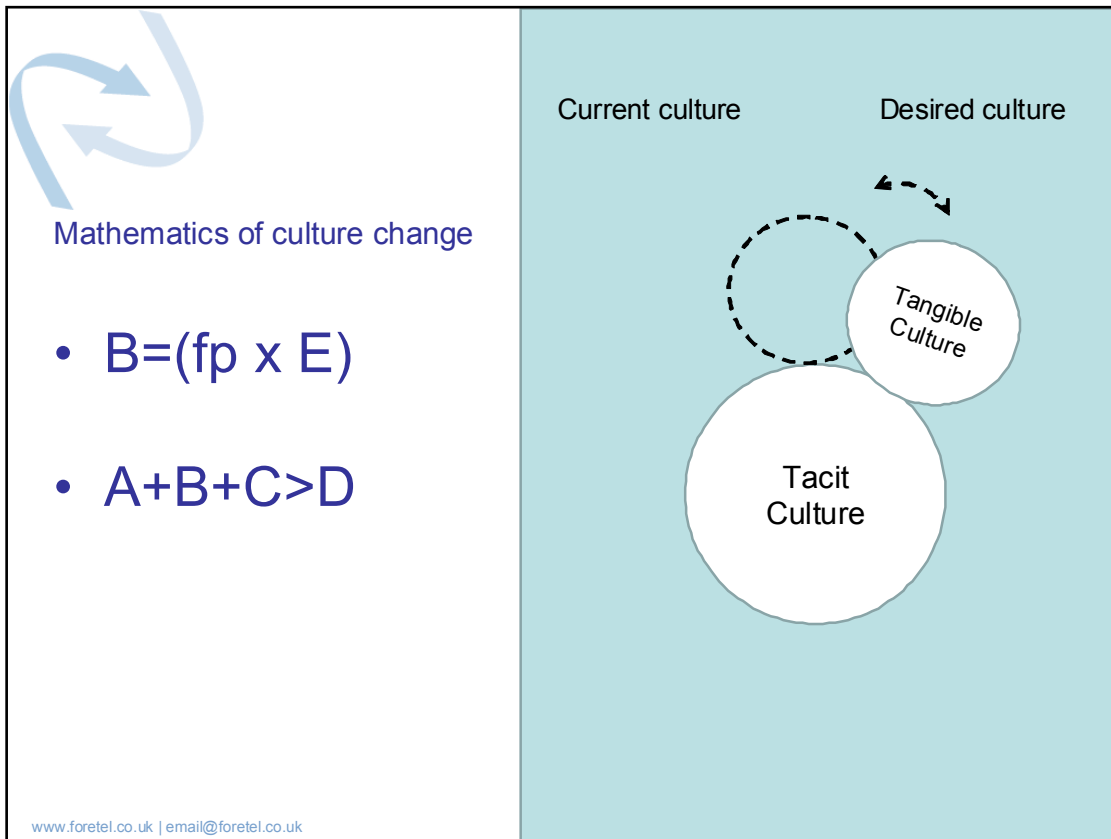 Mathematics of culture change
• B=(fp x E)
• A+B+C>D
Current culture
Desired culture
Tangible
Culture
Tacit
Culture
www.foretel.co.uk | email@foretel.co.uk